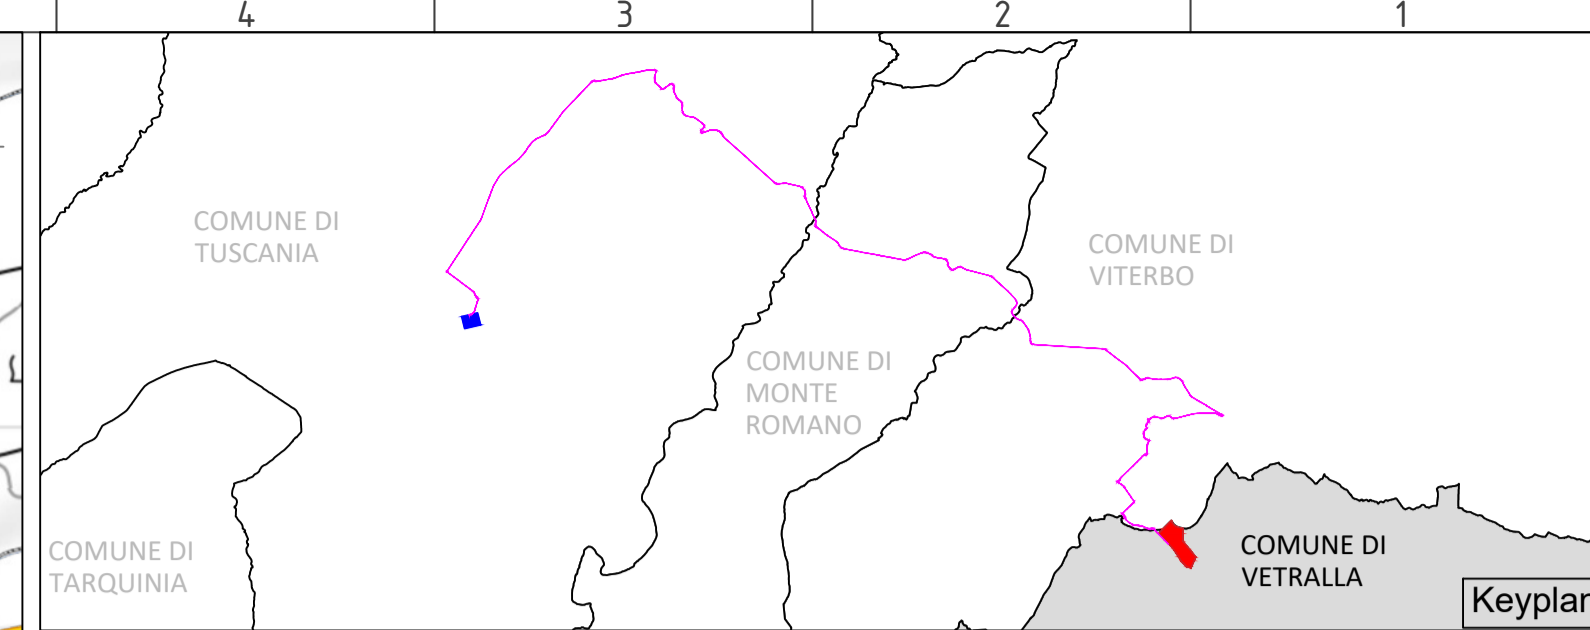 4 3 2 1
COMUNE DI
TUSCANIA
COMUNE DI
VITERBO
COMUNE DI
MONTE
ROMANO
COMUNE DI
TARQUINIA
COMUNE DI
VETRALLA
Keyplan